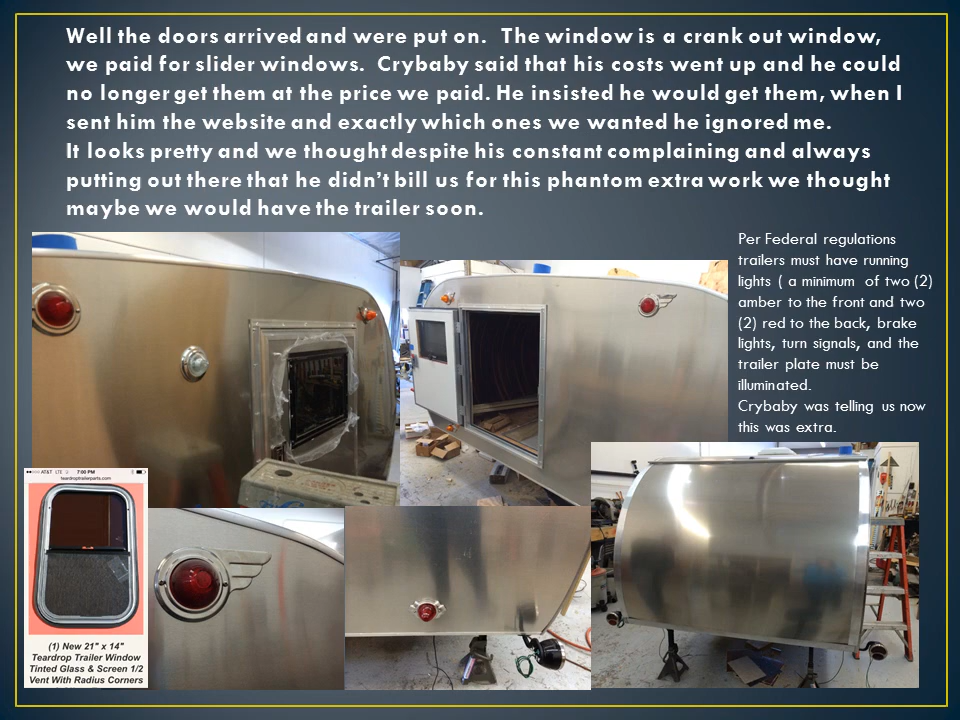 Well the doors arrived and were put on. The window is a crank out window,
we paid for slider windows. Crybaby said that his costs went up and he could
no longer get them at the price we paid. He insisted he would get them, when I
sent him the website and exactly which ones we wanted he ignored me.
It looks pretty and we thought despite his constant complaining and always
putting out there that he didn't bill us for this phantom extra work we thought
maybe we would have the trailer soon.
Per Federal regulations
trailers must have running
lights ( a minimum of two (2)
amber to the front and two
(2) red to the back, brake
lights, turn signals, and the
trailer plate must be
illuminated.
Crybaby was telling us now
this was extra.
AT&T LTE 7:00 PM
teardroptrailerparts.com
(1) New 21" x 14"
Teardrop Trailer Window
Tinted Glass & Screen 1/2
Vent With Radius Corners